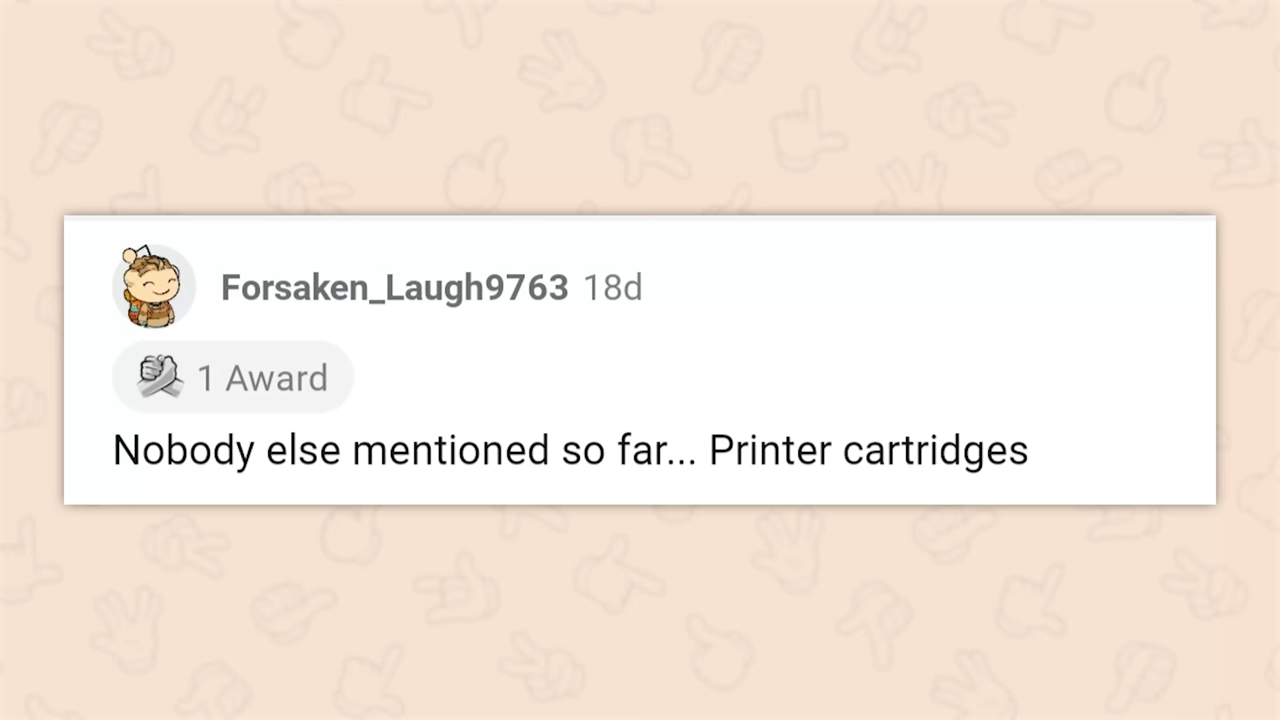 Forsaken_Laugh9763 18d
1 Award
Nobody else mentioned so far... Printer cartridges